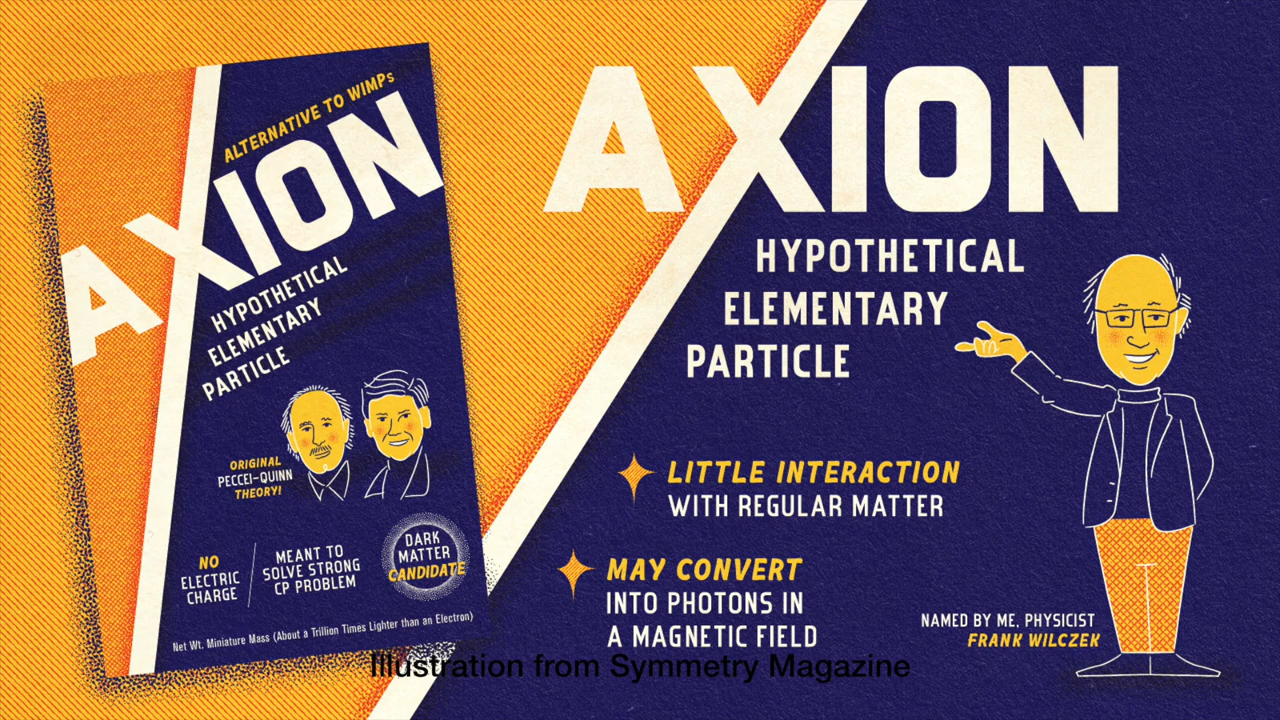 ALTERNATIVE TO WIMPs
AXION
HYPOTHETICAL
ELEMENTARY
PARTICLE
ORIGINAL
PECCEI-QUINN
THEORY!
NO
ELECTRIC
CHARGE
MEANT TO
SOLVE STRONG
CP PROBLEM
DARK
MATTER
CANDIDATE
Net Wt. Miniature Mass (About a Trillion Times Lighter than an Electron)
AXION
HYPOTHETICAL
ELEMENTARY
PARTICLE
LITTLE INTERACTION
WITH REGULAR MATTER
MAY CONVERT
INTO PHOTONS IN
A MAGNETIC FIELD
NAMED BY ME, PHYSICIST
FRANK WILCZEK
Illustration from Symmetry Magazine